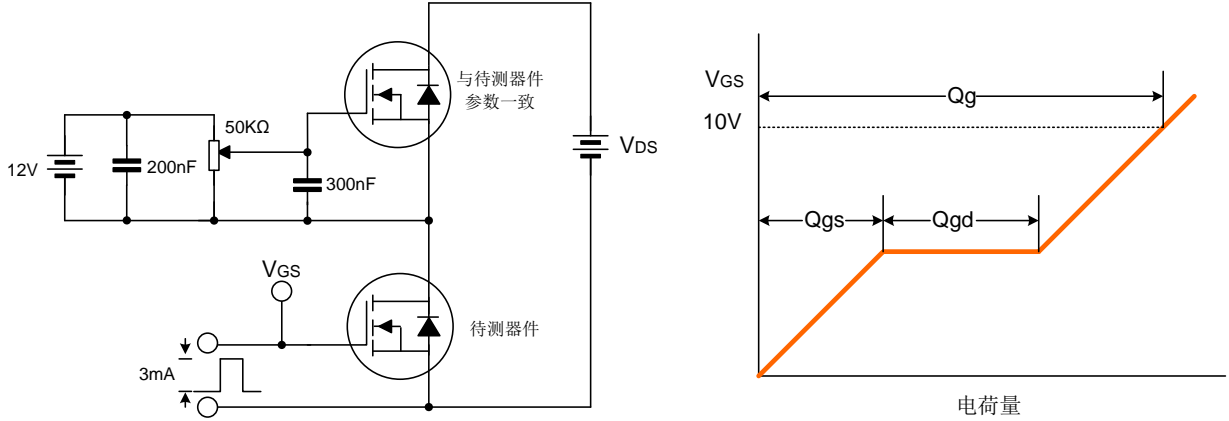 与待测器件
参数一致
50KΩ
12V
200nF
300nF
VDS
VGS
待测器件
3mA
VGS
Qg
10V
Qgs
Qgd
电荷量